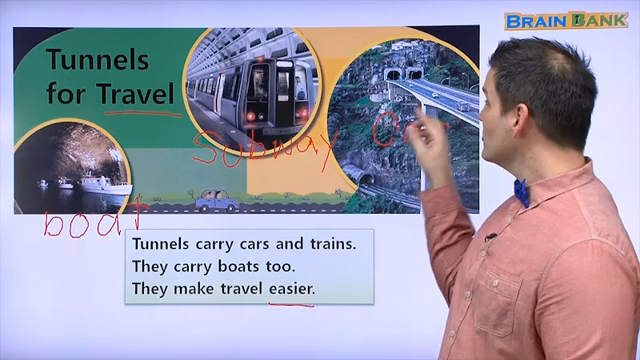 BRAIN BANK
Tunnels
for Travel
subway
boat
Tunnels carry cars and trains.
They carry boats too.
They make travel easier.